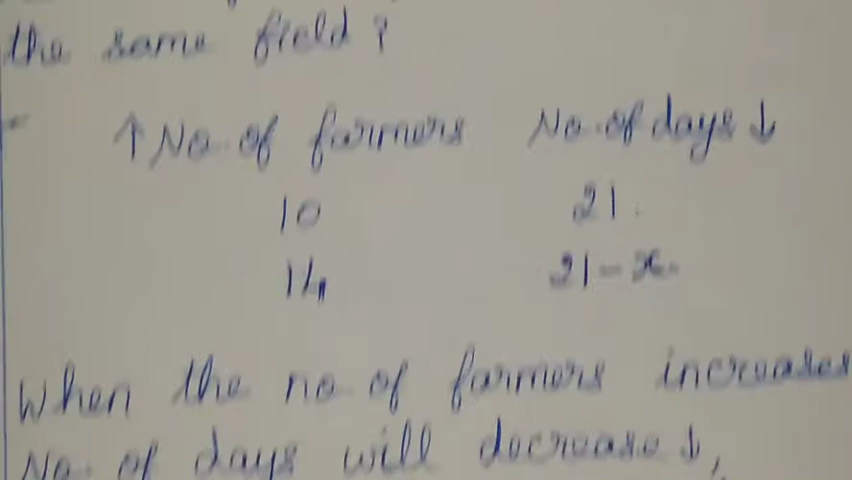 the same field?
↑ No. of farmers No. of days ↓
10 21.
14 21-x.
When the no of farmers increases
No. of days will decrease ↓,